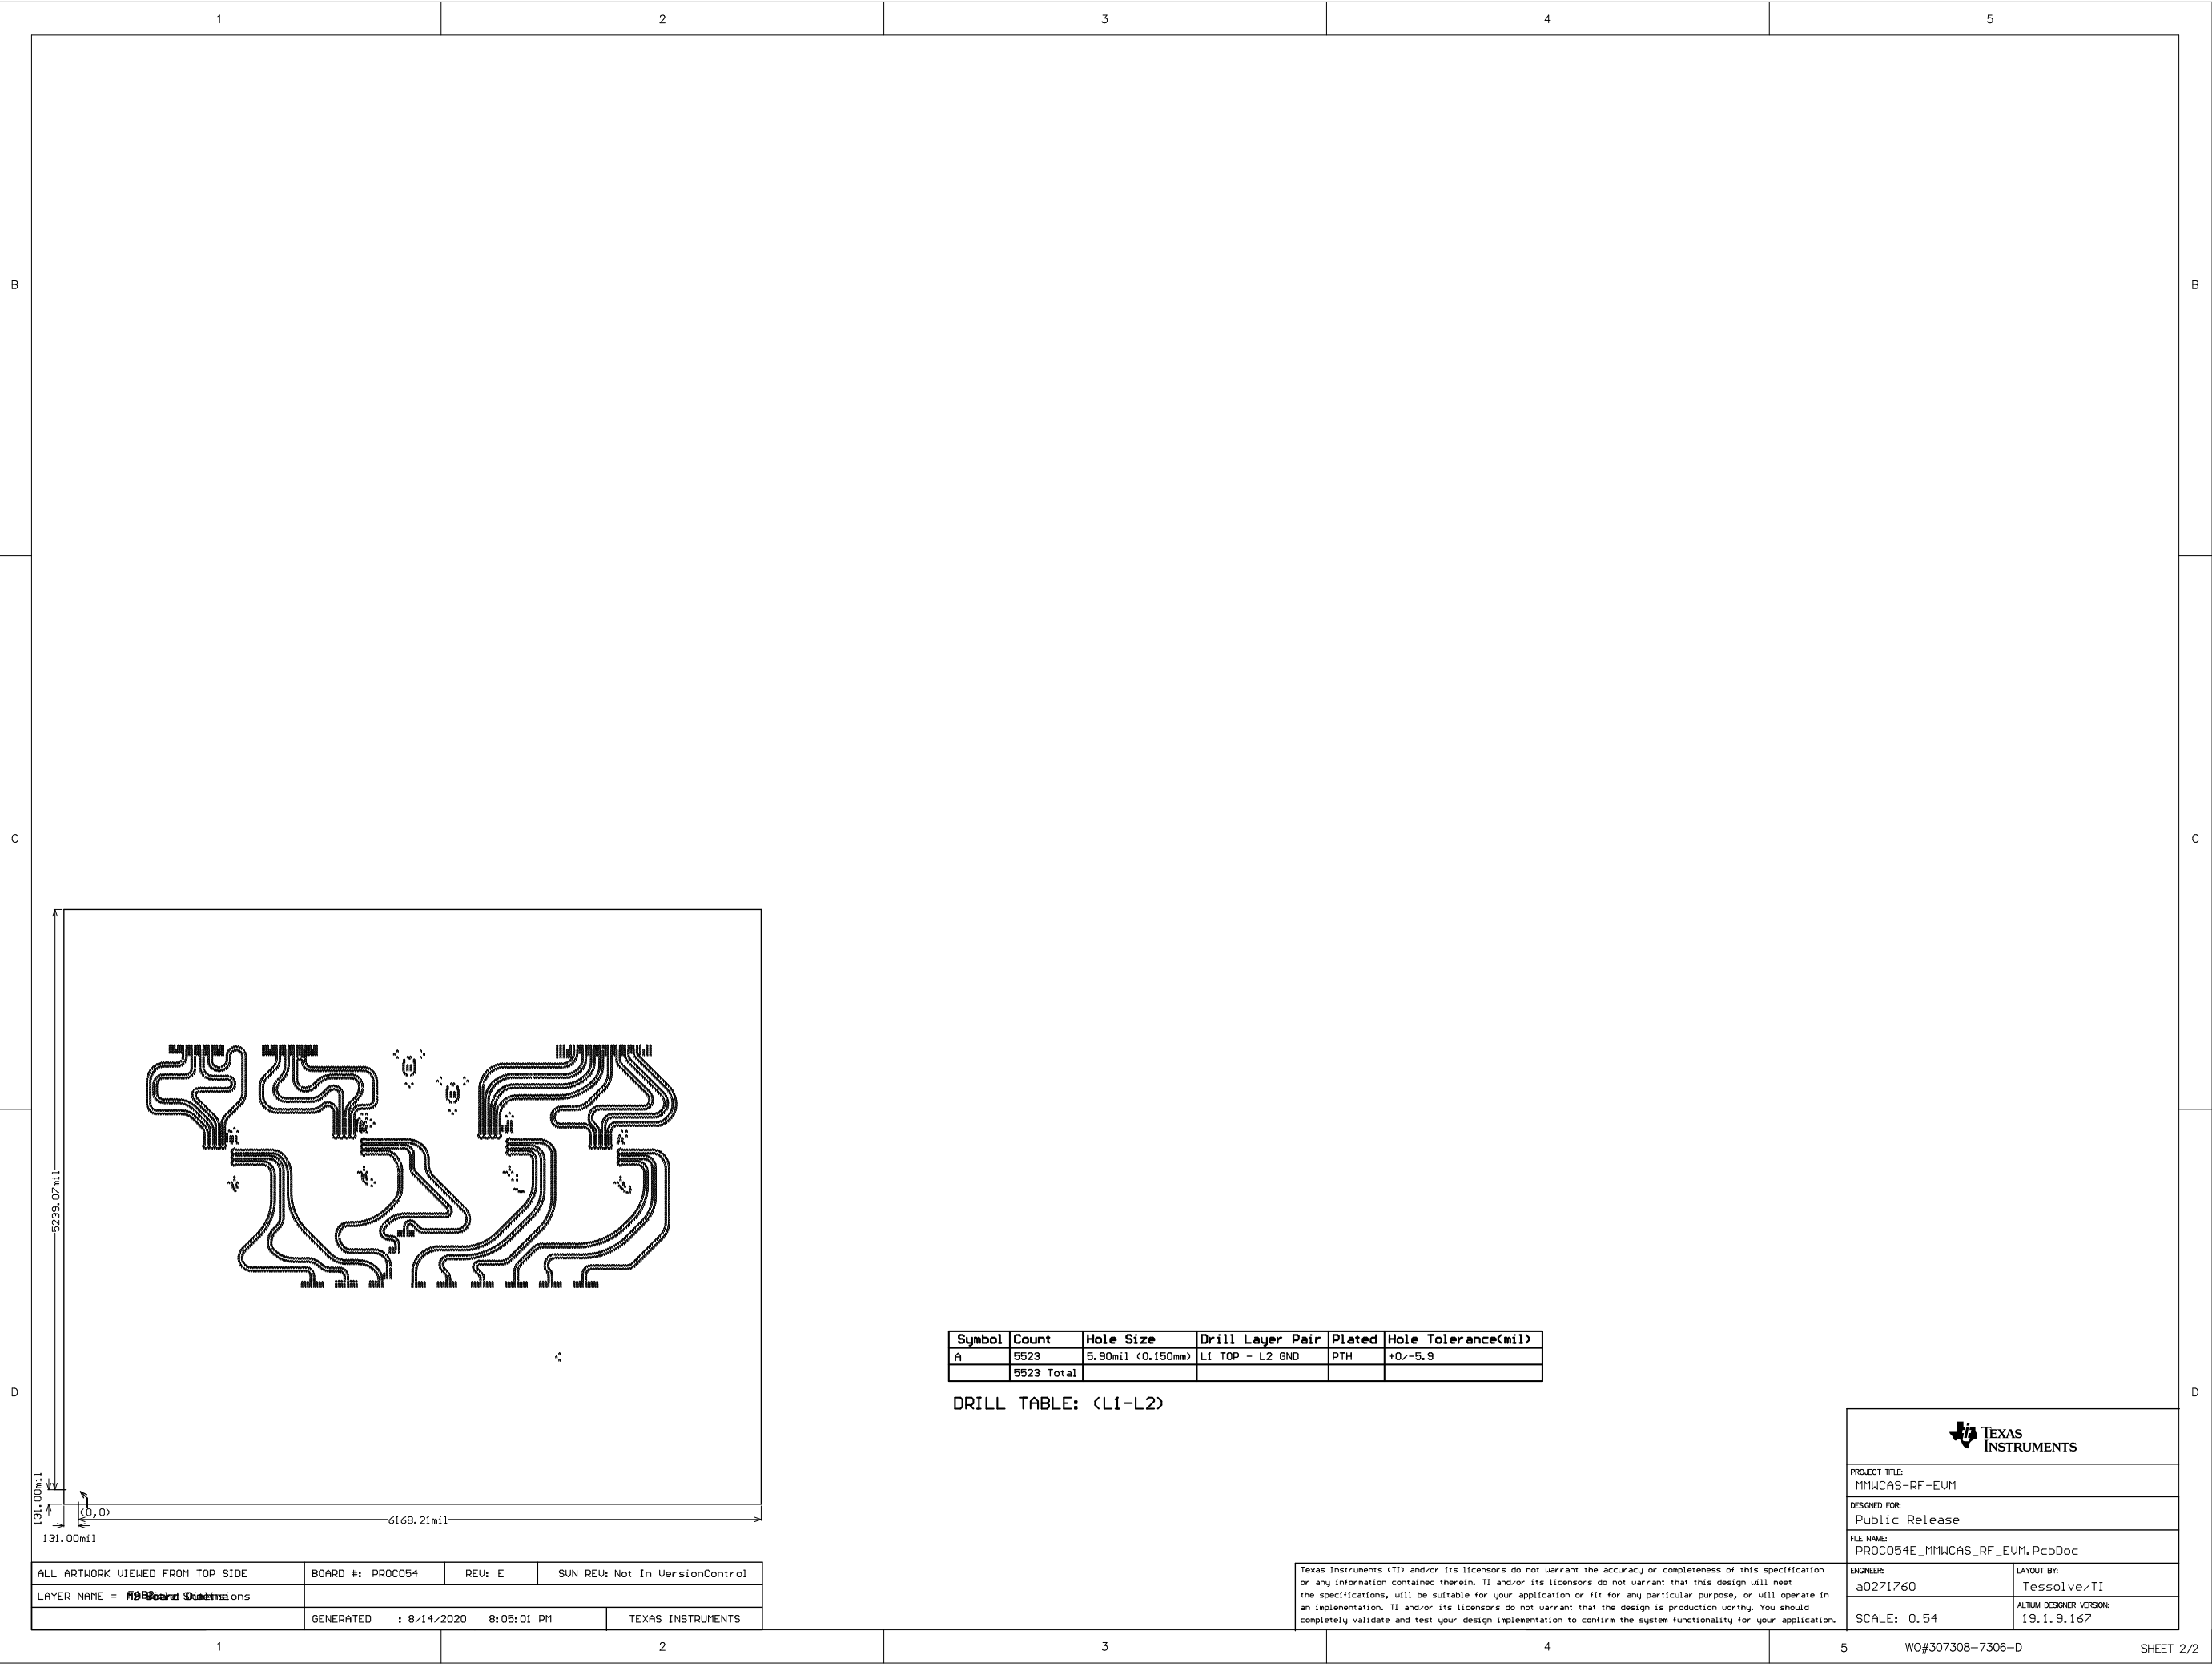 1 2 3 4 5
B B
C C
5239.07mil
Symbol Count Hole Size Drill Layer Pair Plated Hole Tolerance(mil)
A 5523 5.90mil (0.150mm) L1 TOP - L2 GND PTH +0/-5.9
5523 Total
DRILL TABLE: (L1-L2)
D D
131.00mil
(0,0)
6168.21mil
131.00mil
TEXAS
INSTRUMENTS
PROJECT TITLE:
MMWCAS-RF-EVM
DESIGNED FOR:
Public Release
FILE NAME:
PROC054E_MMWCAS_RF_EVM.PcbDoc
ENGINEER:
a0271760
LAYOUT BY:
Tessolve/TI
SCALE: 0.54
ALTIUM DESIGNER VERSION:
19.1.9.167
ALL ARTWORK VIEWED FROM TOP SIDE BOARD #: PROC054 REV: E SVN REV: Not In VersionControl
LAYER NAME =
GENERATED : 8/14/2020 8:05:01 PM TEXAS INSTRUMENTS
Texas Instruments (TI) and/or its licensors do not warrant the accuracy or completeness of this specification
or any information contained therein. TI and/or its licensors do not warrant that this design will meet
the specifications, will be suitable for your application or fit for any particular purpose, or will operate in
an implementation. TI and/or its licensors do not warrant that the design is production worthy. You should
completely validate and test your design implementation to confirm the system functionality for your application.
1 2 3 4 5 WO#307308-7306-D SHEET 2/2